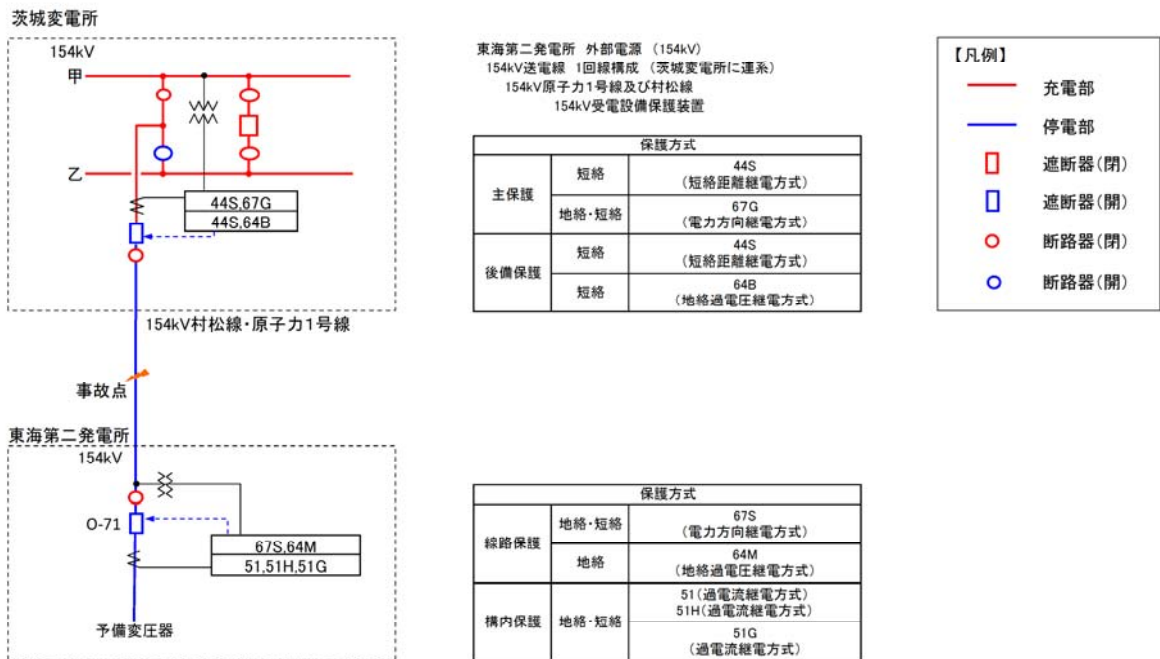 茨城変電所
154kV
甲
乙
44S,67G
44S,64B
154kV村松線・原子力1号線
事故点
東海第二発電所
154kV
O-71
67S,64M
51,51H,51G
予備変圧器
東海第二発電所 外部電源 (154kV)
154kV送電線 1回線構成 (茨城変電所に連系)
154kV原子力1号線及び村松線
154kV受電設備保護装置
保護方式
主保護
短絡
44S
(短絡距離継電方式)
地絡・短絡
67G
(電力方向継電方式)
後備保護
短絡
44S
(短絡距離継電方式)
短絡
64B
(地絡過電圧継電方式)
保護方式
線路保護
地絡・短絡
67S
(電力方向継電方式)
地絡
64M
(地絡過電圧継電方式)
構内保護
地絡・短絡
51(過電流継電方式)
51H(過電流継電方式)
51G
(過電流継電方式)
【凡例】
充電部
停電部
遮断器(閉)
遮断器(開)
断路器(閉)
断路器(開)